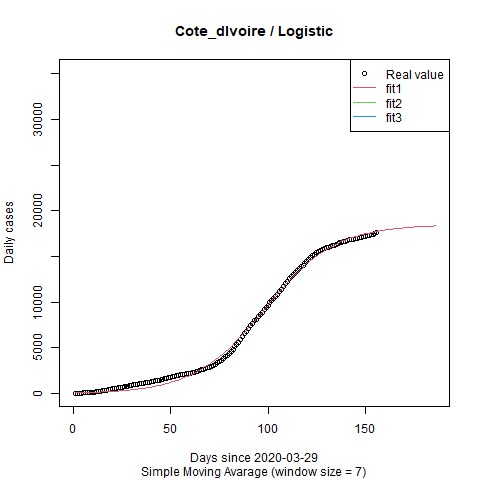 Cote_dIvoire / Logistic
Real value
fit1
fit2
fit3
Daily cases
30000
20000
10000
5000
0
0
50
100
150
Days since 2020-03-29
Simple Moving Avarage (window size = 7)